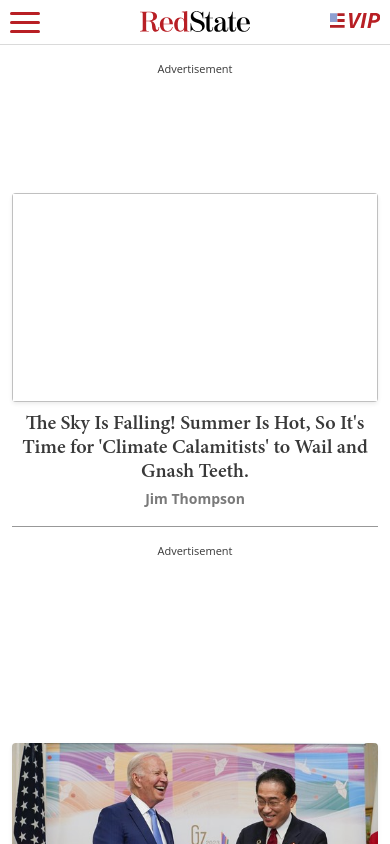 RedState
VIP
Advertisement
The Sky Is Falling! Summer Is Hot, So It's
Time for 'Climate Calamitists' to Wail and
Gnash Teeth.
Jim Thompson
Advertisement
G7